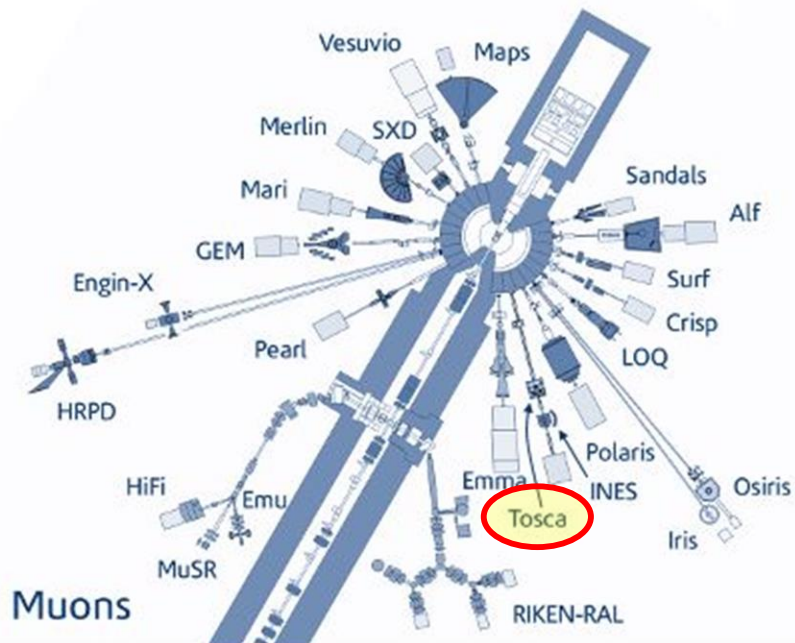 Vesuvio
Maps
Merlin
SXD
Mari
Sandals
Alf
GEM
Engin-X
Surf
Crisp
Pearl
LOQ
HRPD
Polaris
HiFi
Emu
Emma
INES
Osiris
Tosca
Iris
MuSR
Muons
RIKEN-RAL